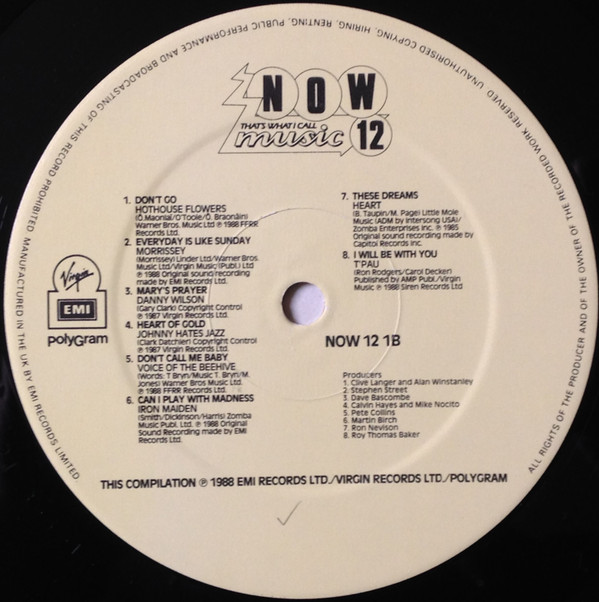 UNAUTHORISED COPYING, HIRING, RENTING, PUBLIC PERFORMANCE AND BROADCASTING OF THIS RECORD PROHIBITED. MANUFACTURED IN THE UK BY EMI RECORDS LIMITED.
ALL RIGHTS OF THE PRODUCER AND OF THE OWNER OF THE RECORDED WORK RESERVED
NOW
THAT'S WHAT I CALL
music 12
1. DON'T GO
HOTHOUSE FLOWERS
(Ó. Maonlaí/O'Toole/Ó. Braonáin)
Warner Bros. Music Ltd ℗ 1988 FFRR
Records Ltd.
2. EVERYDAY IS LIKE SUNDAY
MORRISSEY
(Morrissey) Linder Ltd/Warner Bros.
Music Ltd/Virgin Music (Publ.) Ltd
℗ 1988 Original sound recording
made by EMI Records Ltd.
3. MARY'S PRAYER
DANNY WILSON
(Gary Clark) Copyright Control
℗ 1987 Virgin Records Ltd.
4. HEART OF GOLD
JOHNNY HATES JAZZ
(Clark Datchler) Copyright Control
℗ 1987 Virgin Records Ltd.
5. DON'T CALL ME BABY
VOICE OF THE BEEHIVE
(Words: T. Bryn/Music T. Bryn/M.
Jones) Warner Bros Music Ltd.
℗ 1988 FFRR Records Ltd.
6. CAN I PLAY WITH MADNESS
IRON MAIDEN
(Smith/Dickinson/Harris) Zomba
Music Publ. Ltd. ℗ 1988 Original
Sound Recording made by EMI
Records Ltd.
7. THESE DREAMS
HEART
(B. Taupin/M. Page) Little Mole
Music (ADM by Intersong USA)/
Zomba Enterprises Inc. ℗ 1985
Original sound recording made by
Capitol Records Inc.
8. I WILL BE WITH YOU
T'PAU
(Ron Rodgers/Carol Decker)
Published by AMP Publ./Virgin
Music ℗ 1988 Siren Records Ltd
Virgin
EMI
polyGram
NOW 12 1B
Producers
1. Clive Langer and Alan Winstanley
2. Stephen Street
3. Dave Bascombe
4. Calvin Hayes and Mike Nocito
5. Pete Collins
6. Martin Birch
7. Ron Nevison
8. Roy Thomas Baker
THIS COMPILATION ℗ 1988 EMI RECORDS LTD./VIRGIN RECORDS LTD./POLYGRAM